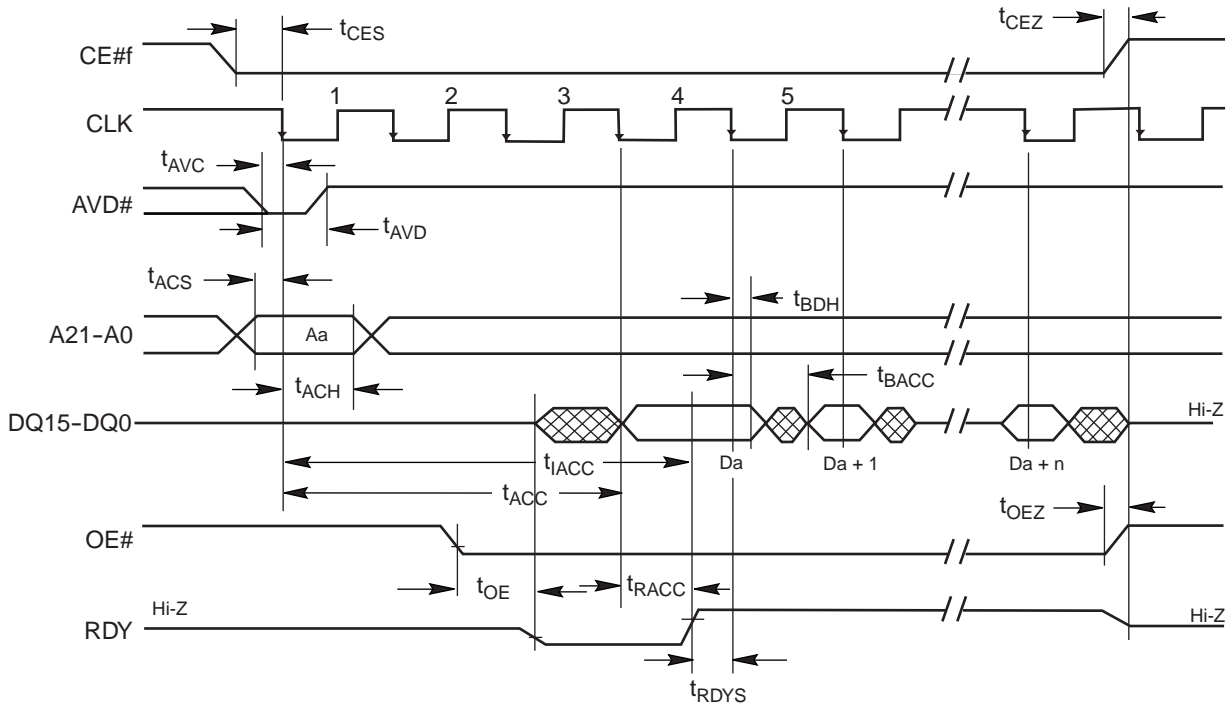 tCES
tCEZ
CE#f
1 2 3 4 5
CLK
tAVC
AVD#
tAVD
tACS
tBDH
A21-A0
Aa
tACH
tBACC
DQ15-DQ0
Hi-Z
tIACC
Da
Da + 1
Da + n
tACC
tOEZ
OE#
tOE
tRACC
Hi-Z
Hi-Z
RDY
tRDYS